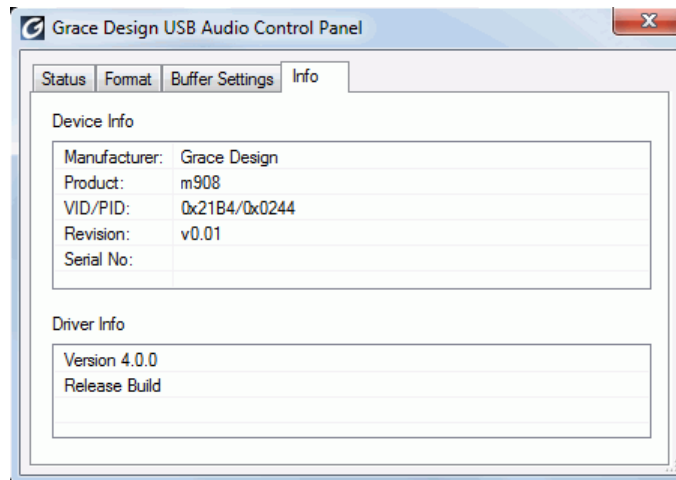 Grace Design USB Audio Control Panel
Status Format Buffer Settings Info
Device Info
Manufacturer: Grace Design
Product: m908
VID/PID: 0x21B4/0x0244
Revision: v0.01
Serial No:
Driver Info
Version 4.0.0
Release Build